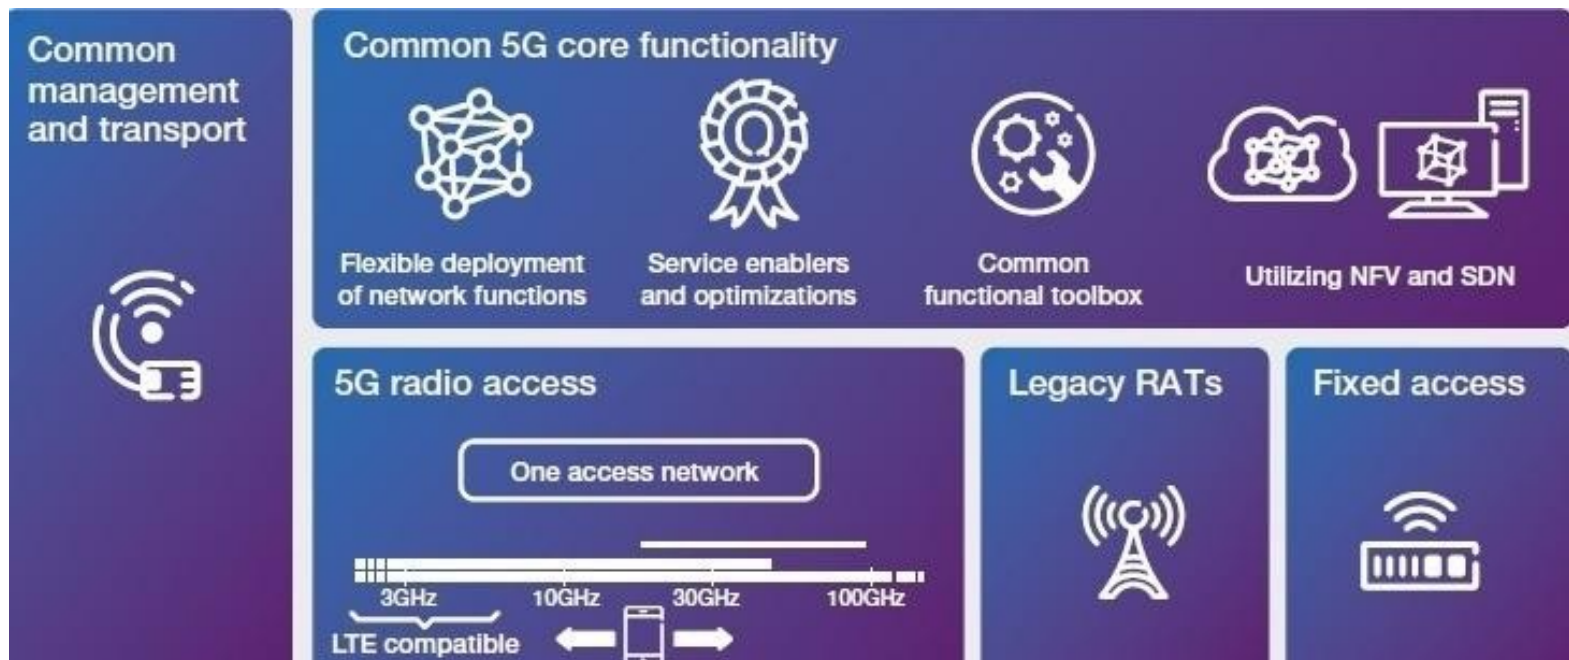 Common
management
and transport
Common 5G core functionality
Flexible deployment
of network functions
Service enablers
and optimizations
Common
functional toolbox
Utilizing NFV and SDN
5G radio access
One access network
3GHz
10GHz
30GHz
100GHz
LTE compatible
Legacy RATs
Fixed access